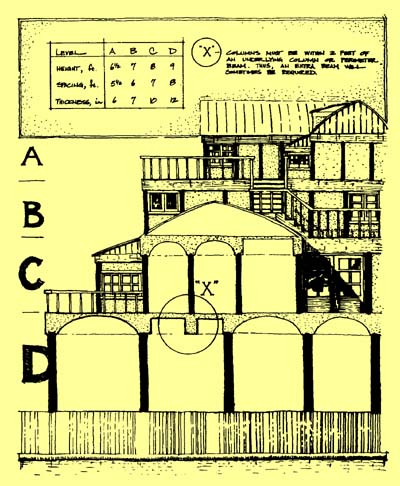 LEVEL A B C D
HEIGHT, ft. 6½ 7 8 9
SPACING, ft. 5½ 6 7 8
THICKNESS, in. 6 7 10 12
"X"
COLUMNS MUST BE WITHIN 2 FEET OF
AN UNDERLYING COLUMN OR PERIMETER
BEAM. THUS, AN EXTRA BEAM WILL
SOMETIMES BE REQUIRED.
A
B
C
"X"
D